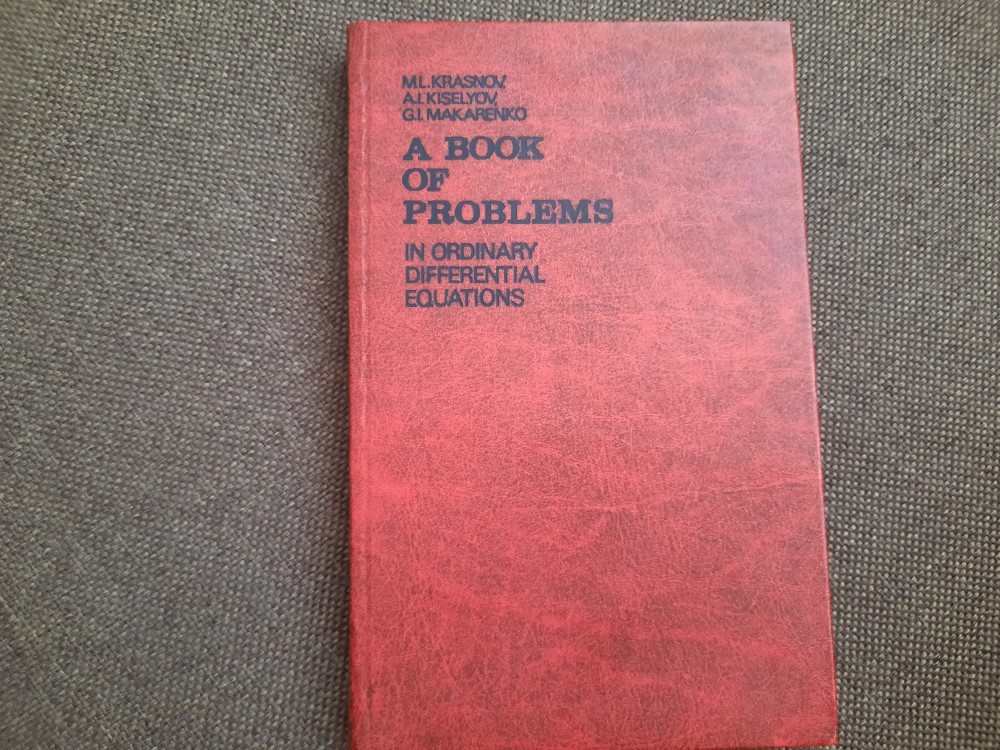 M.L. KRASNOV,
A.I. KISELYOV,
G.I. MAKARENKO
A BOOK
OF
PROBLEMS
IN ORDINARY
DIFFERENTIAL
EQUATIONS